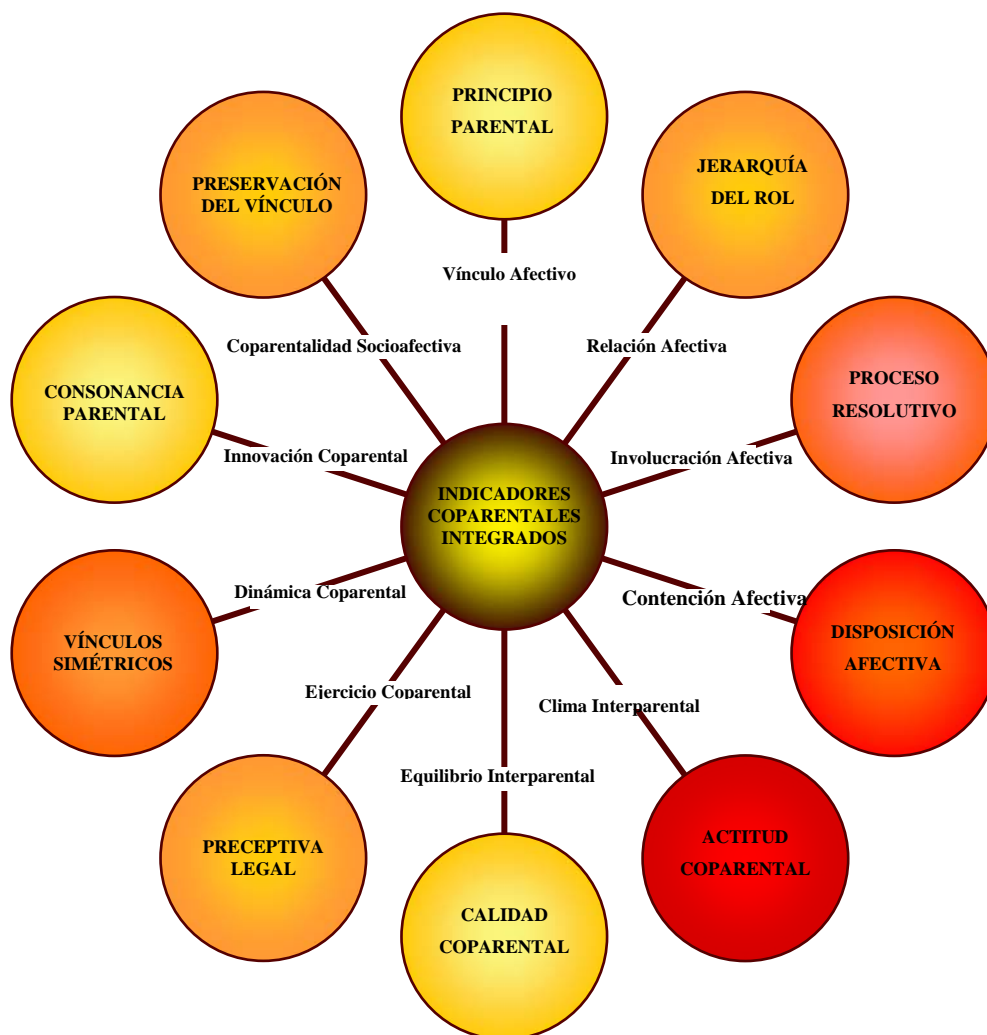 PRINCIPIO
PARENTAL
JERARQUÍA
DEL ROL
PRESERVACIÓN
DEL VÍNCULO
Vínculo Afectivo
Coparentalidad Socioafectiva
Relación Afectiva
CONSONANCIA
PARENTAL
PROCESO
RESOLUTIVO
Innovación Coparental
Involucración Afectiva
INDICADORES
COPARENTALES
INTEGRADOS
Dinámica Coparental
Contención Afectiva
VÍNCULOS
SIMÉTRICOS
DISPOSICIÓN
AFECTIVA
Ejercicio Coparental
Clima Interparental
Equilibrio Interparental
PRECEPTIVA
LEGAL
ACTITUD
COPARENTAL
CALIDAD
COPARENTAL